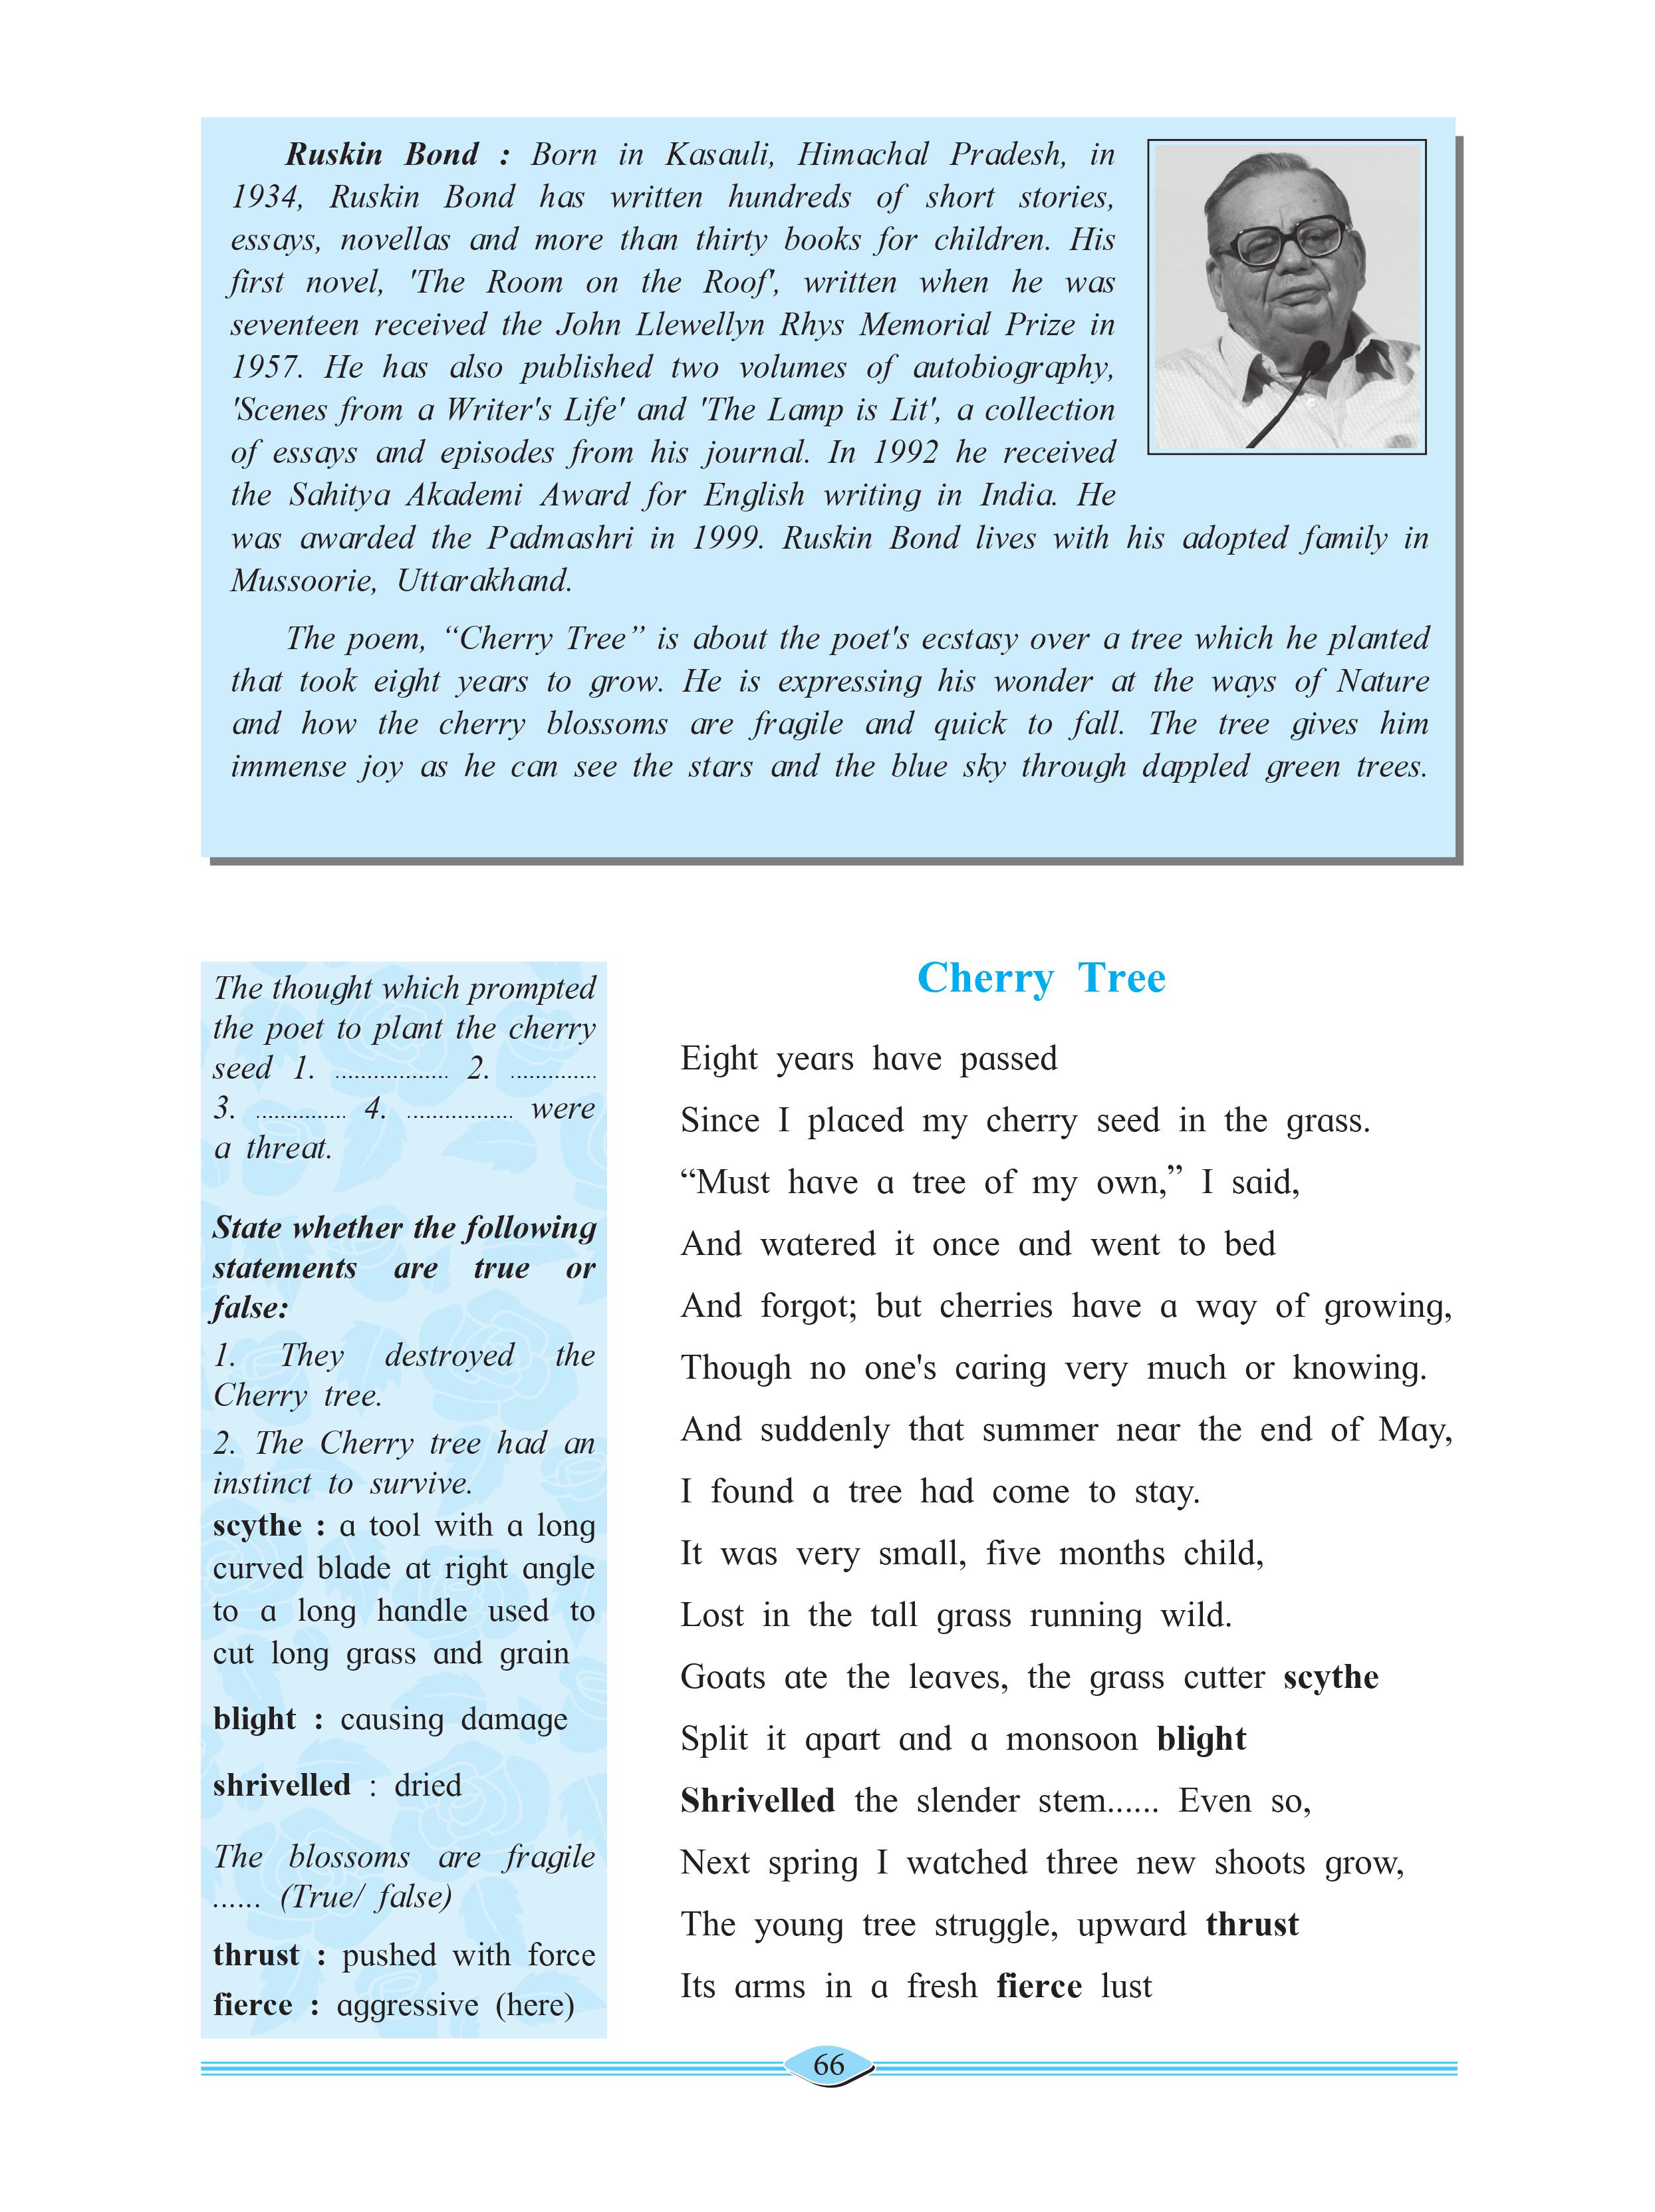 Ruskin Bond : Born in Kasauli, Himachal Pradesh, in
1934, Ruskin Bond has written hundreds of short stories,
essays, novellas and more than thirty books for children. His
first novel, 'The Room on the Roof', written when he was
seventeen received the John Llewellyn Rhys Memorial Prize in
1957. He has also published two volumes of autobiography,
'Scenes from a Writer's Life' and 'The Lamp is Lit', a collection
of essays and episodes from his journal. In 1992 he received
the Sahitya Akademi Award for English writing in India. He
was awarded the Padmashri in 1999. Ruskin Bond lives with his adopted family in
Mussoorie, Uttarakhand.
The poem, “Cherry Tree” is about the poet's ecstasy over a tree which he planted
that took eight years to grow. He is expressing his wonder at the ways of Nature
and how the cherry blossoms are fragile and quick to fall. The tree gives him
immense joy as he can see the stars and the blue sky through dappled green trees.
The thought which prompted
the poet to plant the cherry
seed 1. .................. 2. ..............
3. ............... 4. ................. were
a threat.
State whether the following
statements are true or
false:
1. They destroyed the
Cherry tree.
2. The Cherry tree had an
instinct to survive.
scythe : a tool with a long
curved blade at right angle
to a long handle used to
cut long grass and grain
blight : causing damage
shrivelled : dried
The blossoms are fragile
...... (True/ false)
thrust : pushed with force
fierce : aggressive (here)
Cherry Tree
Eight years have passed
Since I placed my cherry seed in the grass.
“Must have a tree of my own,” I said,
And watered it once and went to bed
And forgot; but cherries have a way of growing,
Though no one's caring very much or knowing.
And suddenly that summer near the end of May,
I found a tree had come to stay.
It was very small, five months child,
Lost in the tall grass running wild.
Goats ate the leaves, the grass cutter scythe
Split it apart and a monsoon blight
Shrivelled the slender stem...... Even so,
Next spring I watched three new shoots grow,
The young tree struggle, upward thrust
Its arms in a fresh fierce lust
66